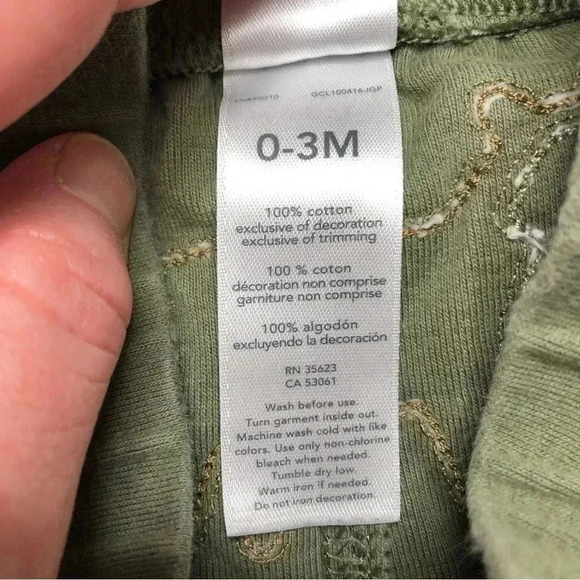 GCL100416-IGP
0-3M
100% cotton
exclusive of decoration
exclusive of trimming
100 % coton
décoration non comprise
garniture non comprise
100% algodón
excluyendo la decoración
RN 35623
CA 53061
Wash before use.
Turn garment inside out.
Machine wash cold with like
colors. Use only non-chlorine
bleach when needed.
Tumble dry low.
Warm iron if needed.
Do not iron decoration.